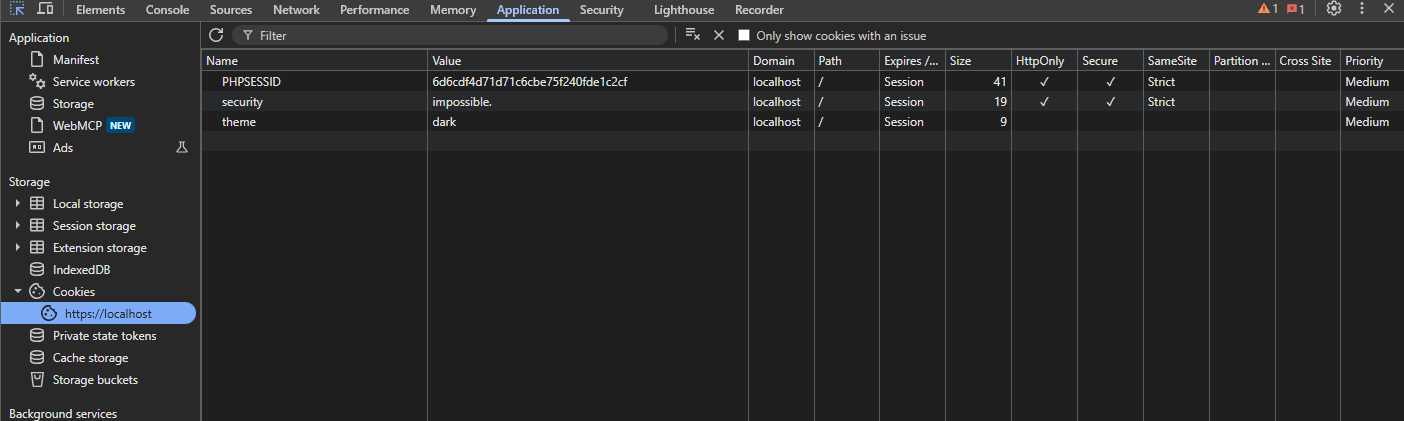 Elements Console Sources Network Performance Memory Application Security Lighthouse Recorder 1 1
Application
Manifest
Service workers
Storage
WebMCP NEW
Ads
Storage
Local storage
Session storage
Extension storage
IndexedDB
Cookies
https://localhost
Private state tokens
Cache storage
Storage buckets
Background services
Filter Only show cookies with an issue
Name Value Domain Path Expires /... Size HttpOnly Secure SameSite Partition ... Cross Site Priority
PHPSESSID 6d6cdf4d71d71c6cbe75f240fde1c2cf localhost / Session 41 ✓ ✓ Strict Medium
security impossible. localhost / Session 19 ✓ ✓ Strict Medium
theme dark localhost / Session 9 Medium